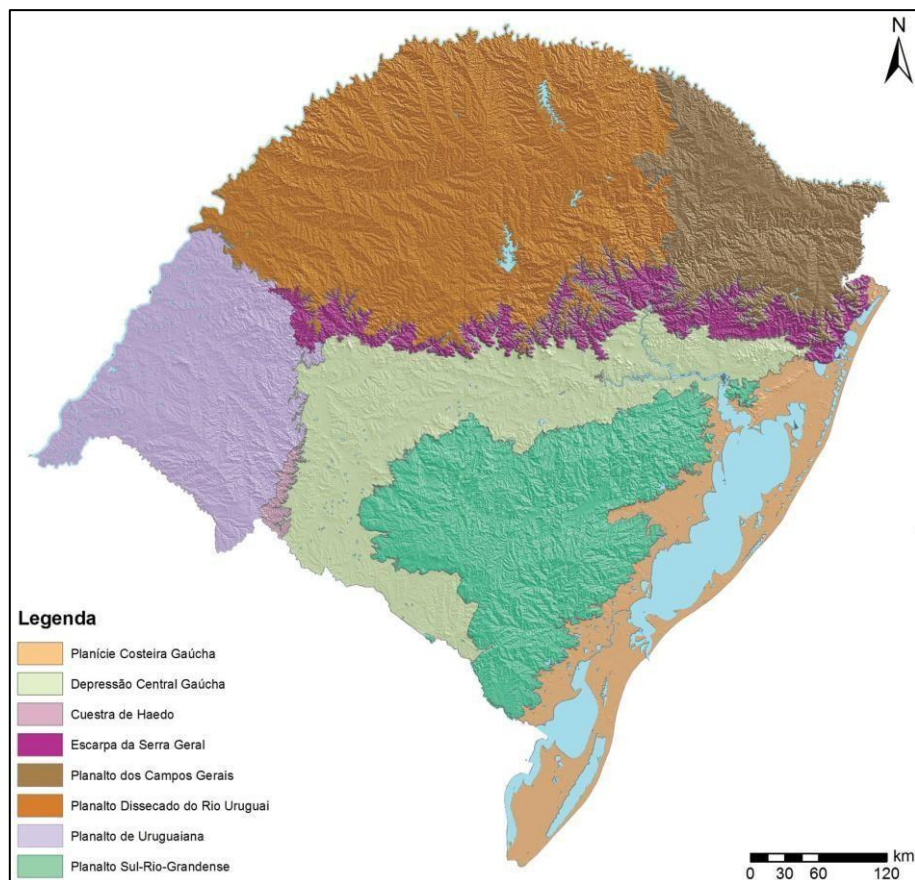 N
Legenda
Planície Costeira Gaúcha
Depressão Central Gaúcha
Cuestra de Haedo
Escarpa da Serra Geral
Planalto dos Campos Gerais
Planalto Dissecado do Rio Uruguai
Planalto de Uruguaiana
Planalto Sul-Rio-Grandense
km
0 30 60 120